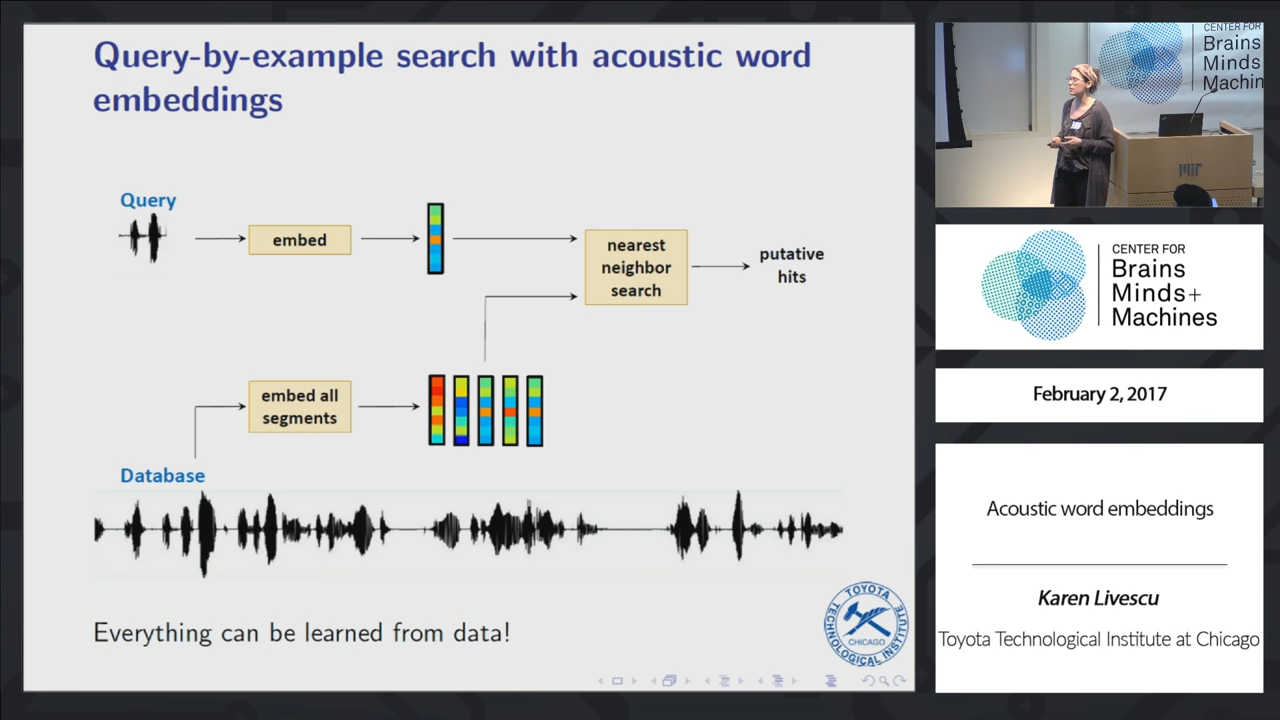 Query-by-example search with acoustic word
embeddings
Query
embed
nearest
neighbor
search
putative
hits
embed all
segments
Database
Everything can be learned from data!
TOYOTA
TECHNOLOGICAL INSTITUTE
CHICAGO
CENTER FOR
Brains
Minds
Machin
MIT
CENTER FOR
Brains
Minds+
Machines
February 2, 2017
Acoustic word embeddings
Karen Livescu
Toyota Technological Institute at Chicago